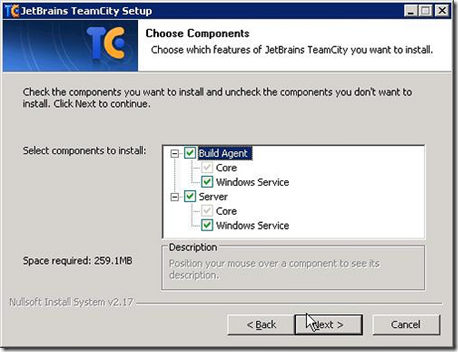 JetBrains TeamCity Setup
TC
Choose Components
Choose which features of JetBrains TeamCity you want to install.
Check the components you want to install and uncheck the components you don't want to
install. Click Next to continue.
Select components to install:
Build Agent
Core
Windows Service
Server
Core
Windows Service
Space required: 259.1MB
Description
Position your mouse over a component to see its
description.
Nullsoft Install System v2.17
< Back
Next >
Cancel